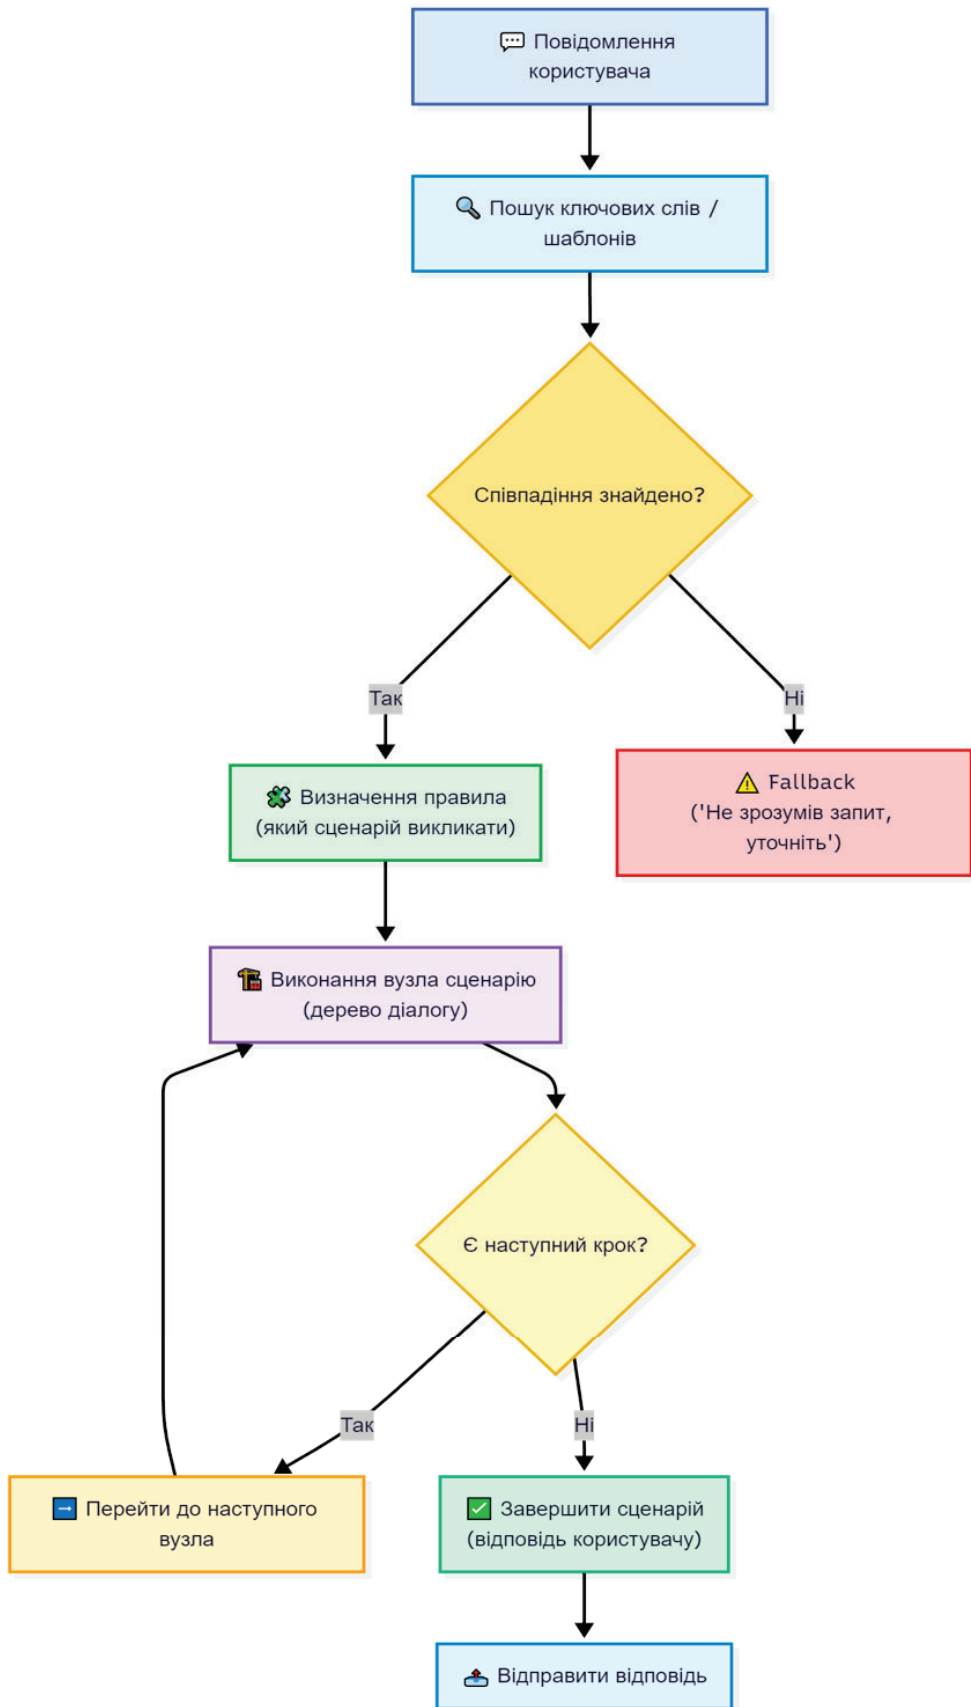 💬 Повідомлення
користувача
🔍 Пошук ключових слів /
шаблонів
Співпадіння знайдено?
Так
Ні
🧩 Визначення правила
(який сценарій викликати)
⚠️ Fallback
('Не зрозумів запит,
уточніть')
🏗️ Виконання вузла сценарію
(дерево діалогу)
Є наступний крок?
Так
Ні
➡️ Перейти до наступного
вузла
✅ Завершити сценарій
(відповідь користувачу)
📤 Відправити відповідь